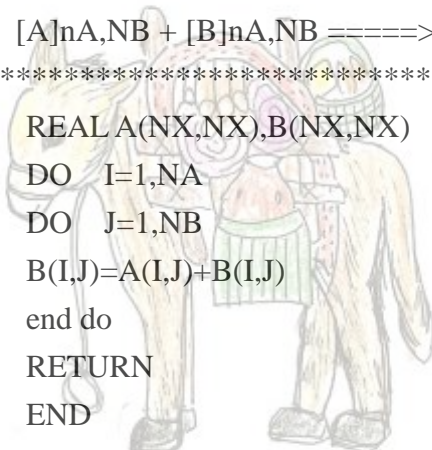 [A]nA,NB + [B]nA,NB =====>
*****************************
REAL A(NX,NX),B(NX,NX)
DO I=1,NA
DO J=1,NB
B(I,J)=A(I,J)+B(I,J)
end do
RETURN
END